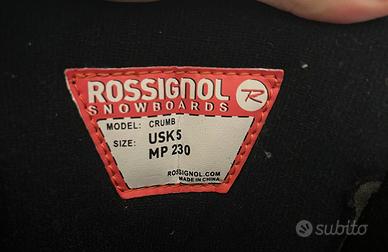 ROSSIGNOL
SNOWBOARDS
MODEL: CRUMB
SIZE: USK5
MP 230
ROSSIGNOL.COM
MADE IN CHINA
subito